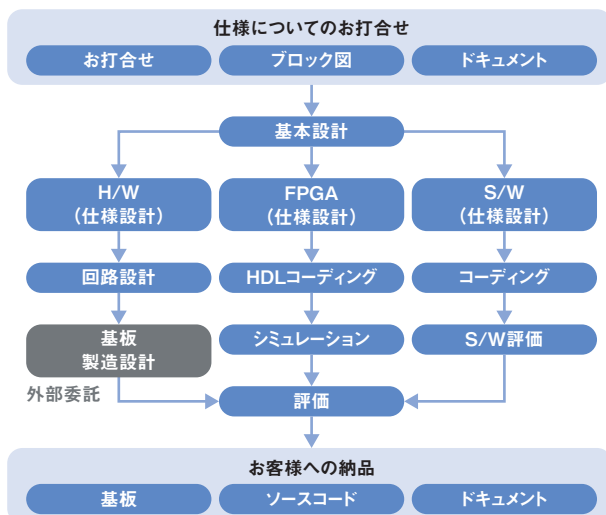 仕様についてのお打合せ
お打合せ
ブロック図
ドキュメント
基本設計
H/W
(仕様設計)
FPGA
(仕様設計)
S/W
(仕様設計)
回路設計
HDLコーディング
コーディング
基板
製造設計
シミュレーション
S/W評価
外部委託
評価
お客様への納品
基板
ソースコード
ドキュメント